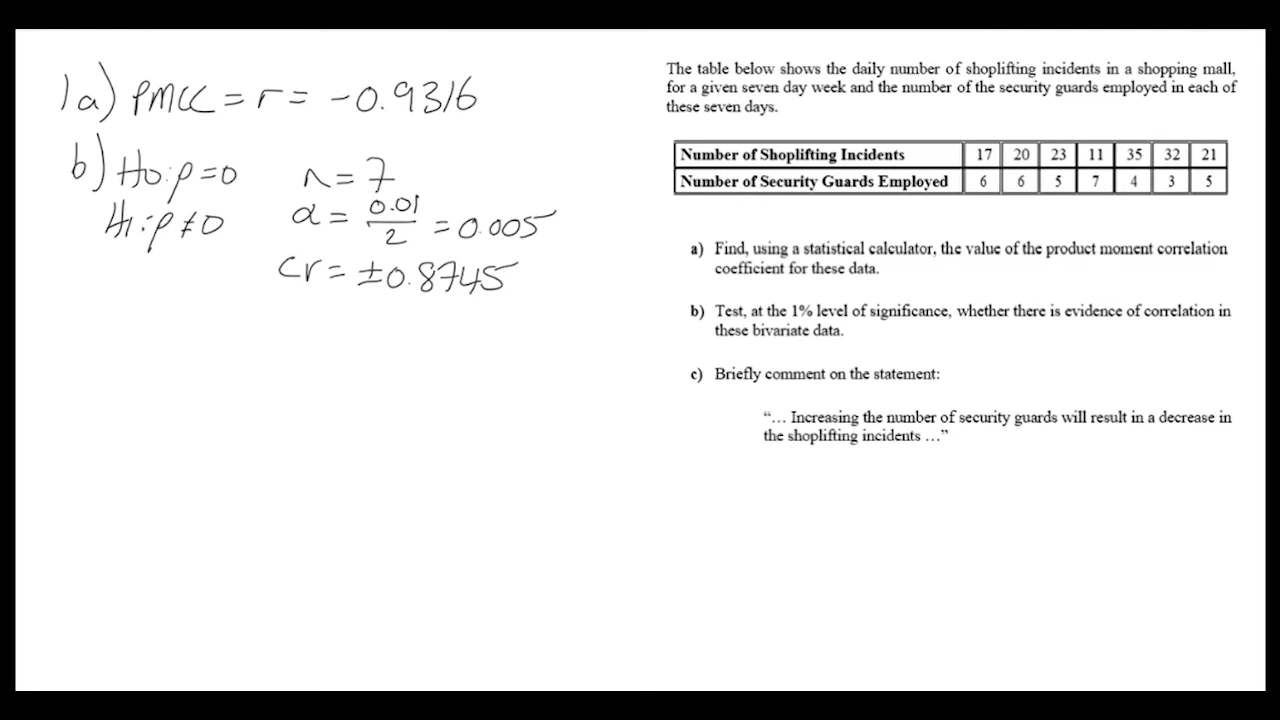 1a) PMCC = r = -0.9316
b) H0: ρ=0
H1: ρ≠0
n = 7
α = 0.01/2 = 0.005
cr = ±0.8745
The table below shows the daily number of shoplifting incidents in a shopping mall,
for a given seven day week and the number of the security guards employed in each of
these seven days.
Number of Shoplifting Incidents 17 20 23 11 35 32 21
Number of Security Guards Employed 6 6 5 7 4 3 5
a) Find, using a statistical calculator, the value of the product moment correlation
coefficient for these data.
b) Test, at the 1% level of significance, whether there is evidence of correlation in
these bivariate data.
c) Briefly comment on the statement:
“… Increasing the number of security guards will result in a decrease in
the shoplifting incidents …”